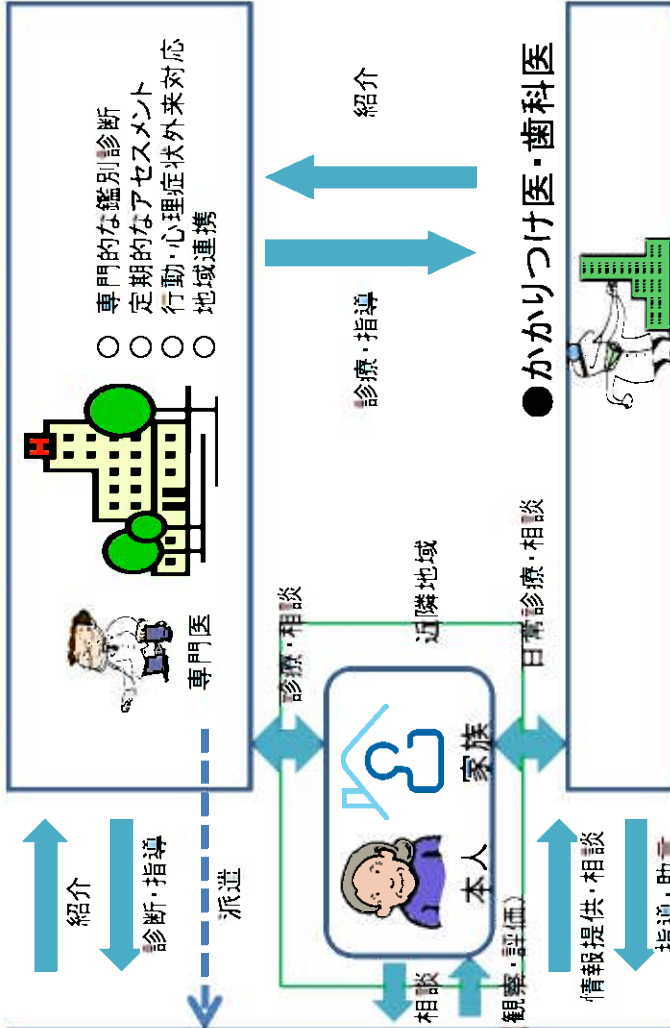 ○ 専門的な鑑別診断
○ 定期的なアセスメント
○ 行動・心理症状外来対応
○ 地域連携
H
専門医
紹介
診断・指導
派遣
診療・相談
近隣地域
日常診療・相談
本人
家族
相談
観察・評価)
紹介
診療・指導
●かかりつけ医・歯科医
情報提供・相談
指導・助言